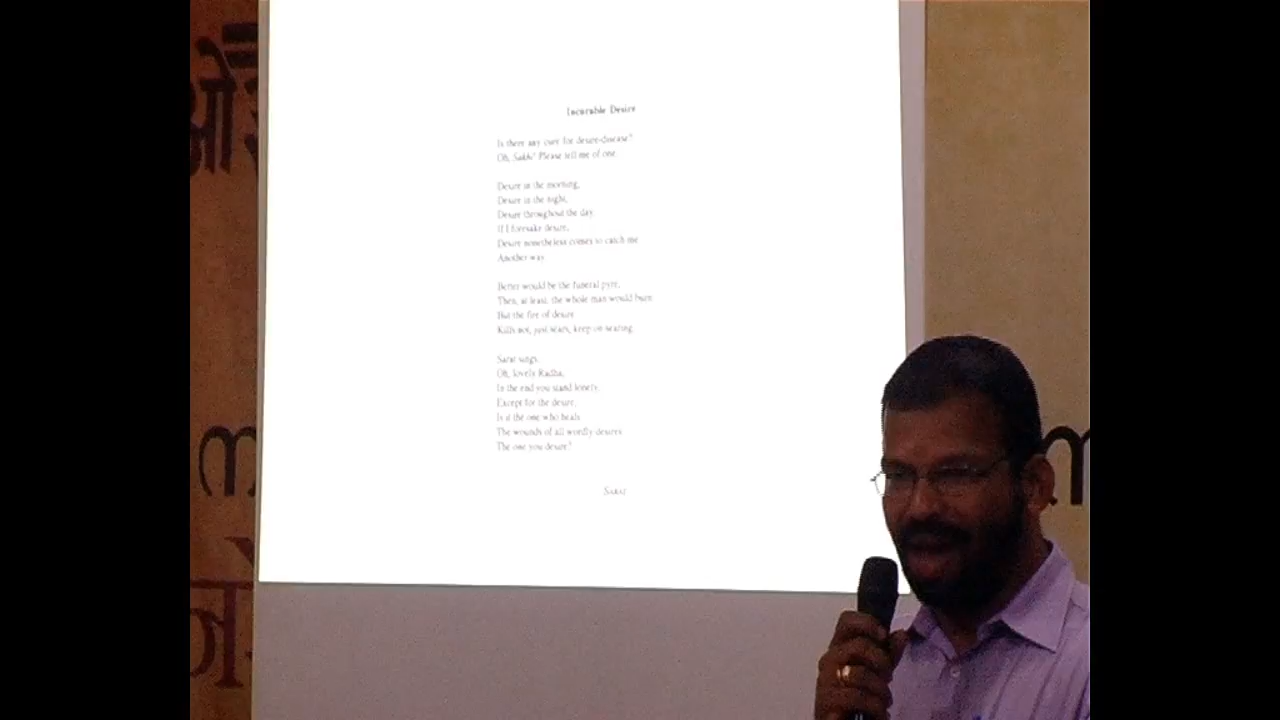 Incurable Desire
Is there any cure for desire-disease?
Oh, Sakhi! Please tell me of one.
Desire in the morning,
Desire in the night,
Desire throughout the day.
If I foresake desire,
Desire nonetheless comes to catch me
Another way.
Better would be the funeral pyre,
Then, at least, the whole man would burn
But the fire of desire
Kills not, just sears, keep on searing.
Sarat sings,
Oh, lovely Radha,
In the end you stand lonely,
Except for the desire,
Is it the one who heals
The wounds of all wordly desires
The one you desire?
SARAT
ओ
m
m